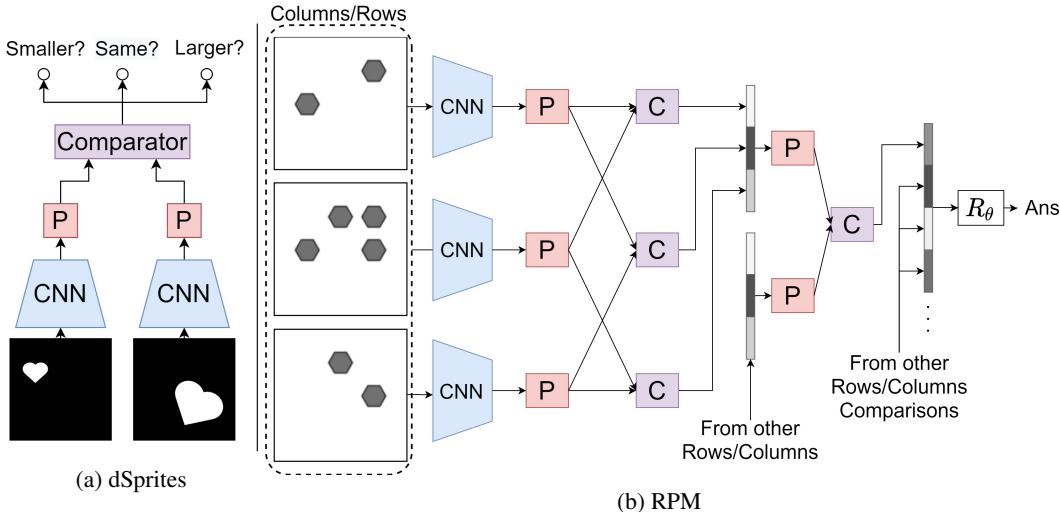 Smaller? Same? Larger?
Comparator
P P
CNN CNN
(a) dSprites
Columns/Rows
CNN P C
CNN P C
CNN P C
P
P
C
From other
Rows/Columns
R_θ Ans
From other
Rows/Columns
Comparisons
(b) RPM